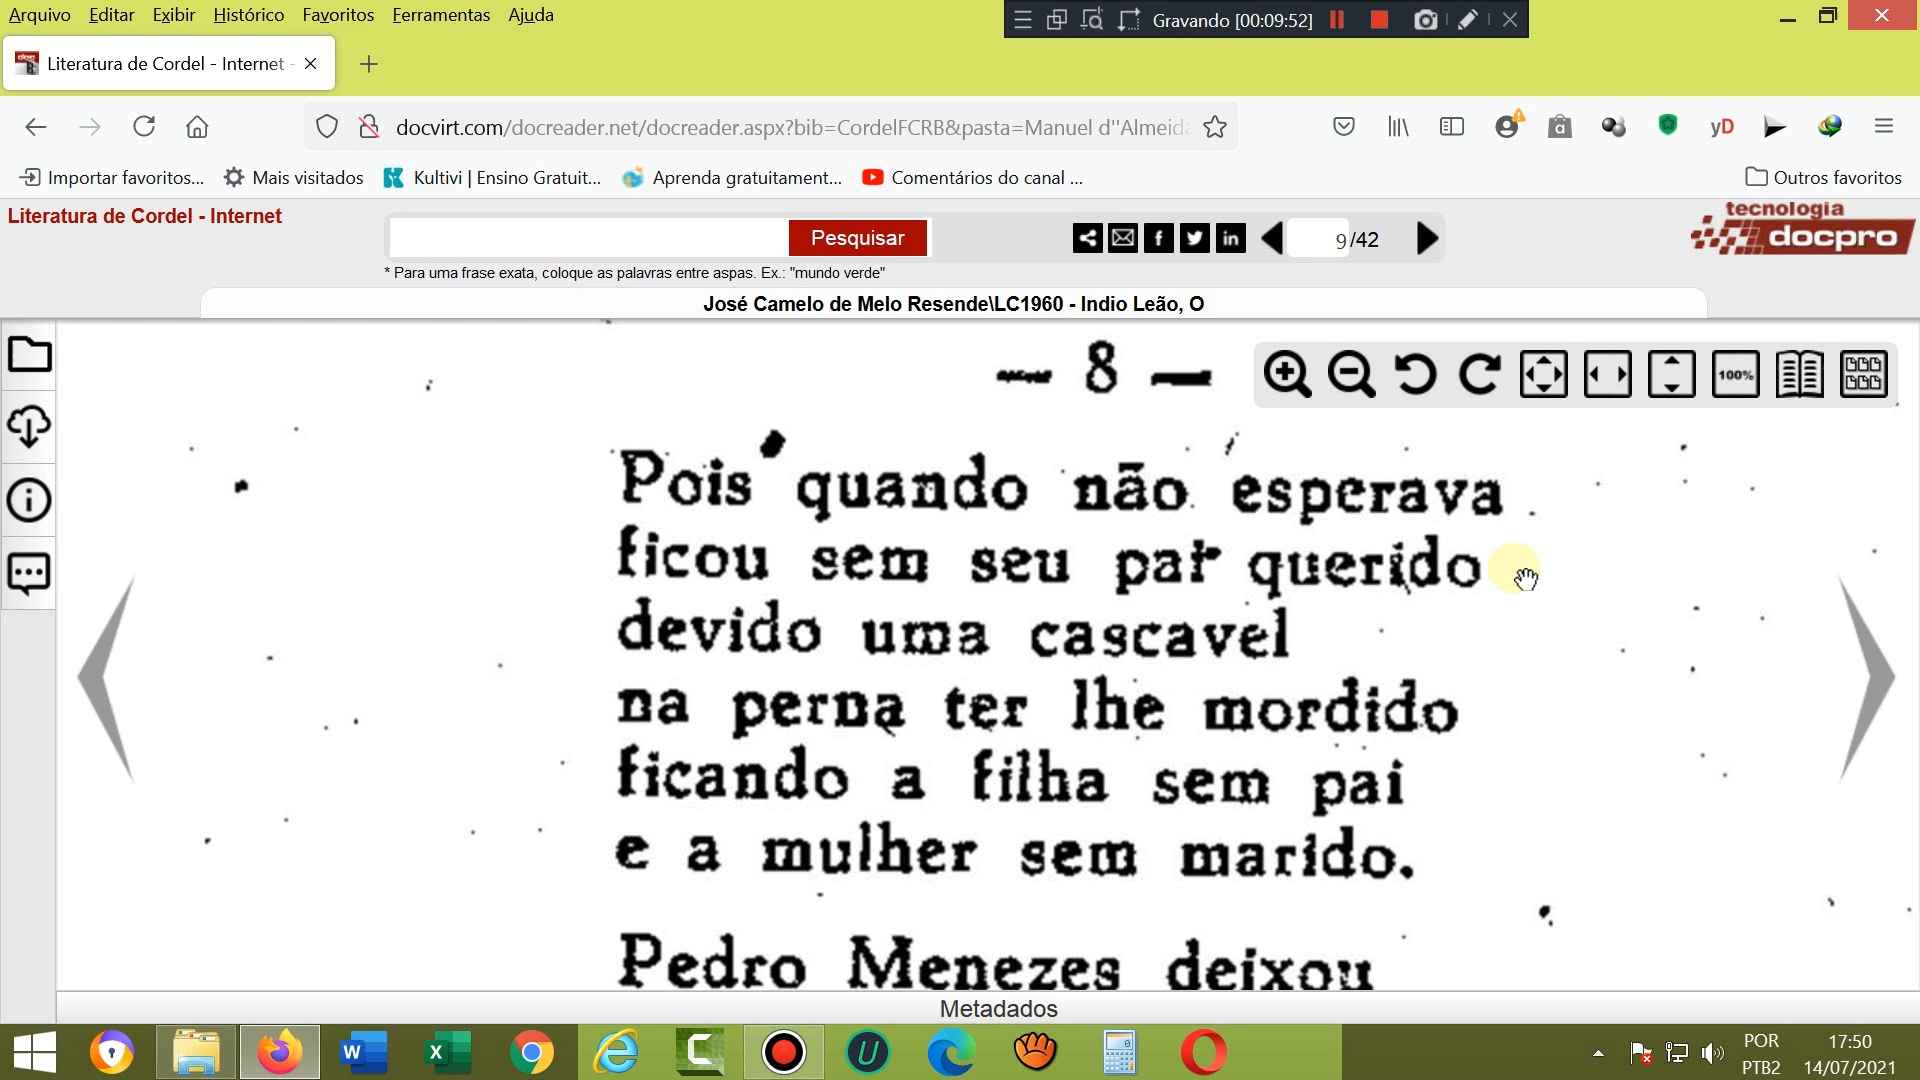 Arquivo Editar Exibir Histórico Favoritos Ferramentas Ajuda
Gravando [00:09:52]
Literatura de Cordel - Internet -
docvirt.com/docreader.net/docreader.aspx?bib=CordelFCRB&pasta=Manuel d''Almeida
Importar favoritos... Mais visitados Kultivi | Ensino Gratuit... Aprenda gratuitament... Comentários do canal ... Outros favoritos
Literatura de Cordel - Internet
Pesquisar
9 /42
tecnologia
docpro
* Para uma frase exata, coloque as palavras entre aspas. Ex.: "mundo verde"
José Camelo de Melo Resende\LC1960 - Indio Leão, O
— 8 —
100%
Pois quando não esperava
ficou sem seu par querido
devido uma cascavel
na perna ter lhe mordido
ficando a filha sem pai
e a mulher sem marido.
Pedro Menezes deixou
Metadados
POR
PTB2
17:50
14/07/2021